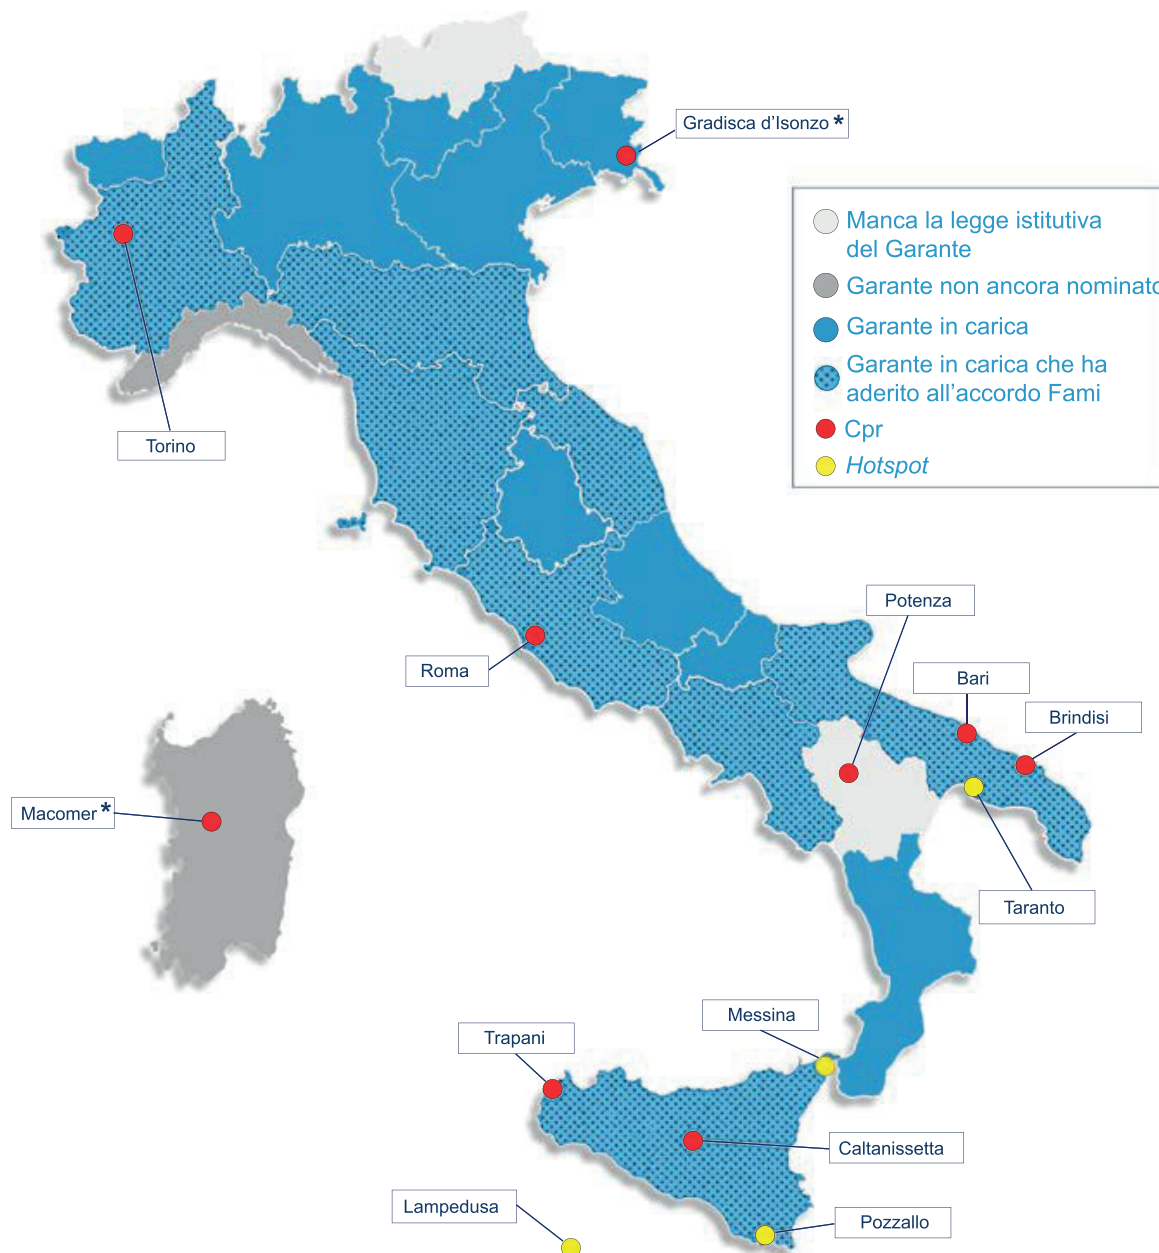 Gradisca d'Isonzo *
Manca la legge istitutiva
del Garante
Garante non ancora nominato
Garante in carica
Garante in carica che ha
aderito all'accordo Fami
Cpr
Hotspot
Torino
Potenza
Roma
Bari
Brindisi
Macomer *
Taranto
Messina
Trapani
Caltanissetta
Lampedusa
Pozzallo